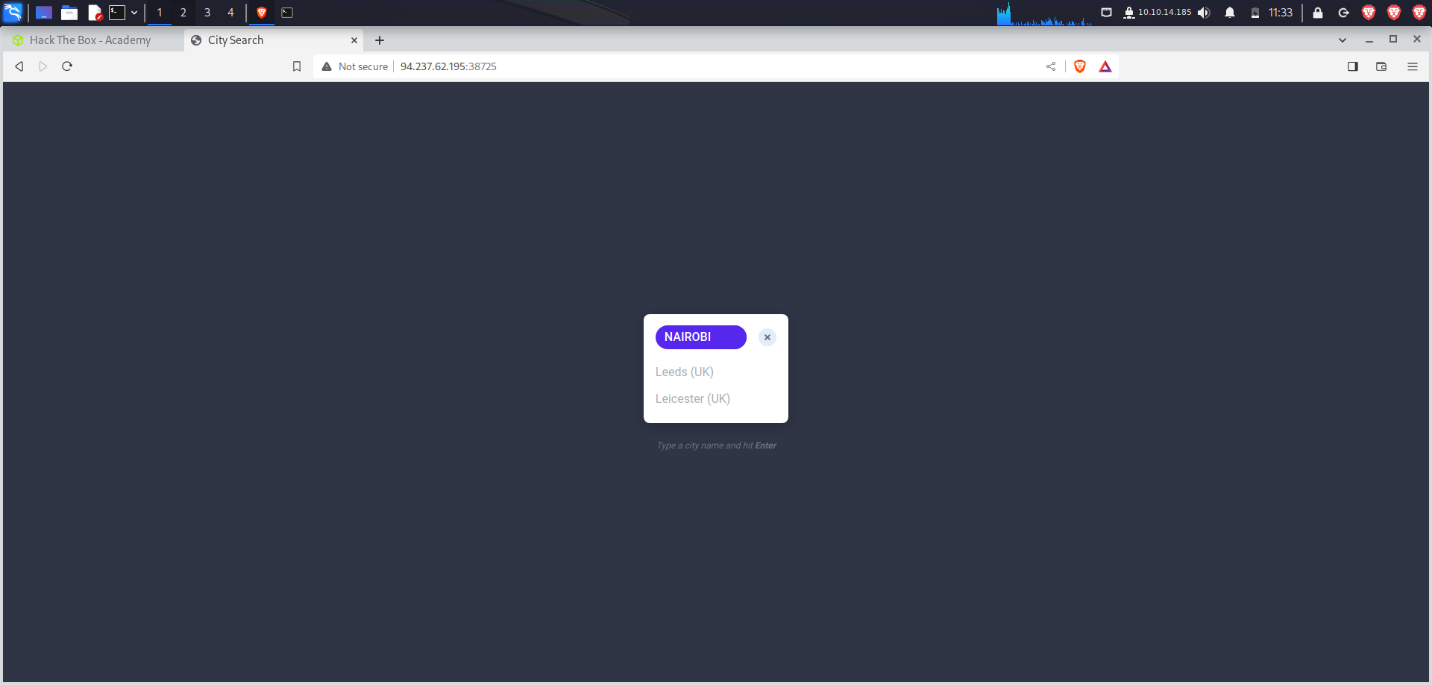 1 2 3 4 10.10.14.185 11:33
Hack The Box - Academy City Search
Not secure 94.237.62.195:38725
NAIROBI
Leeds (UK)
Leicester (UK)
Type a city name and hit Enter